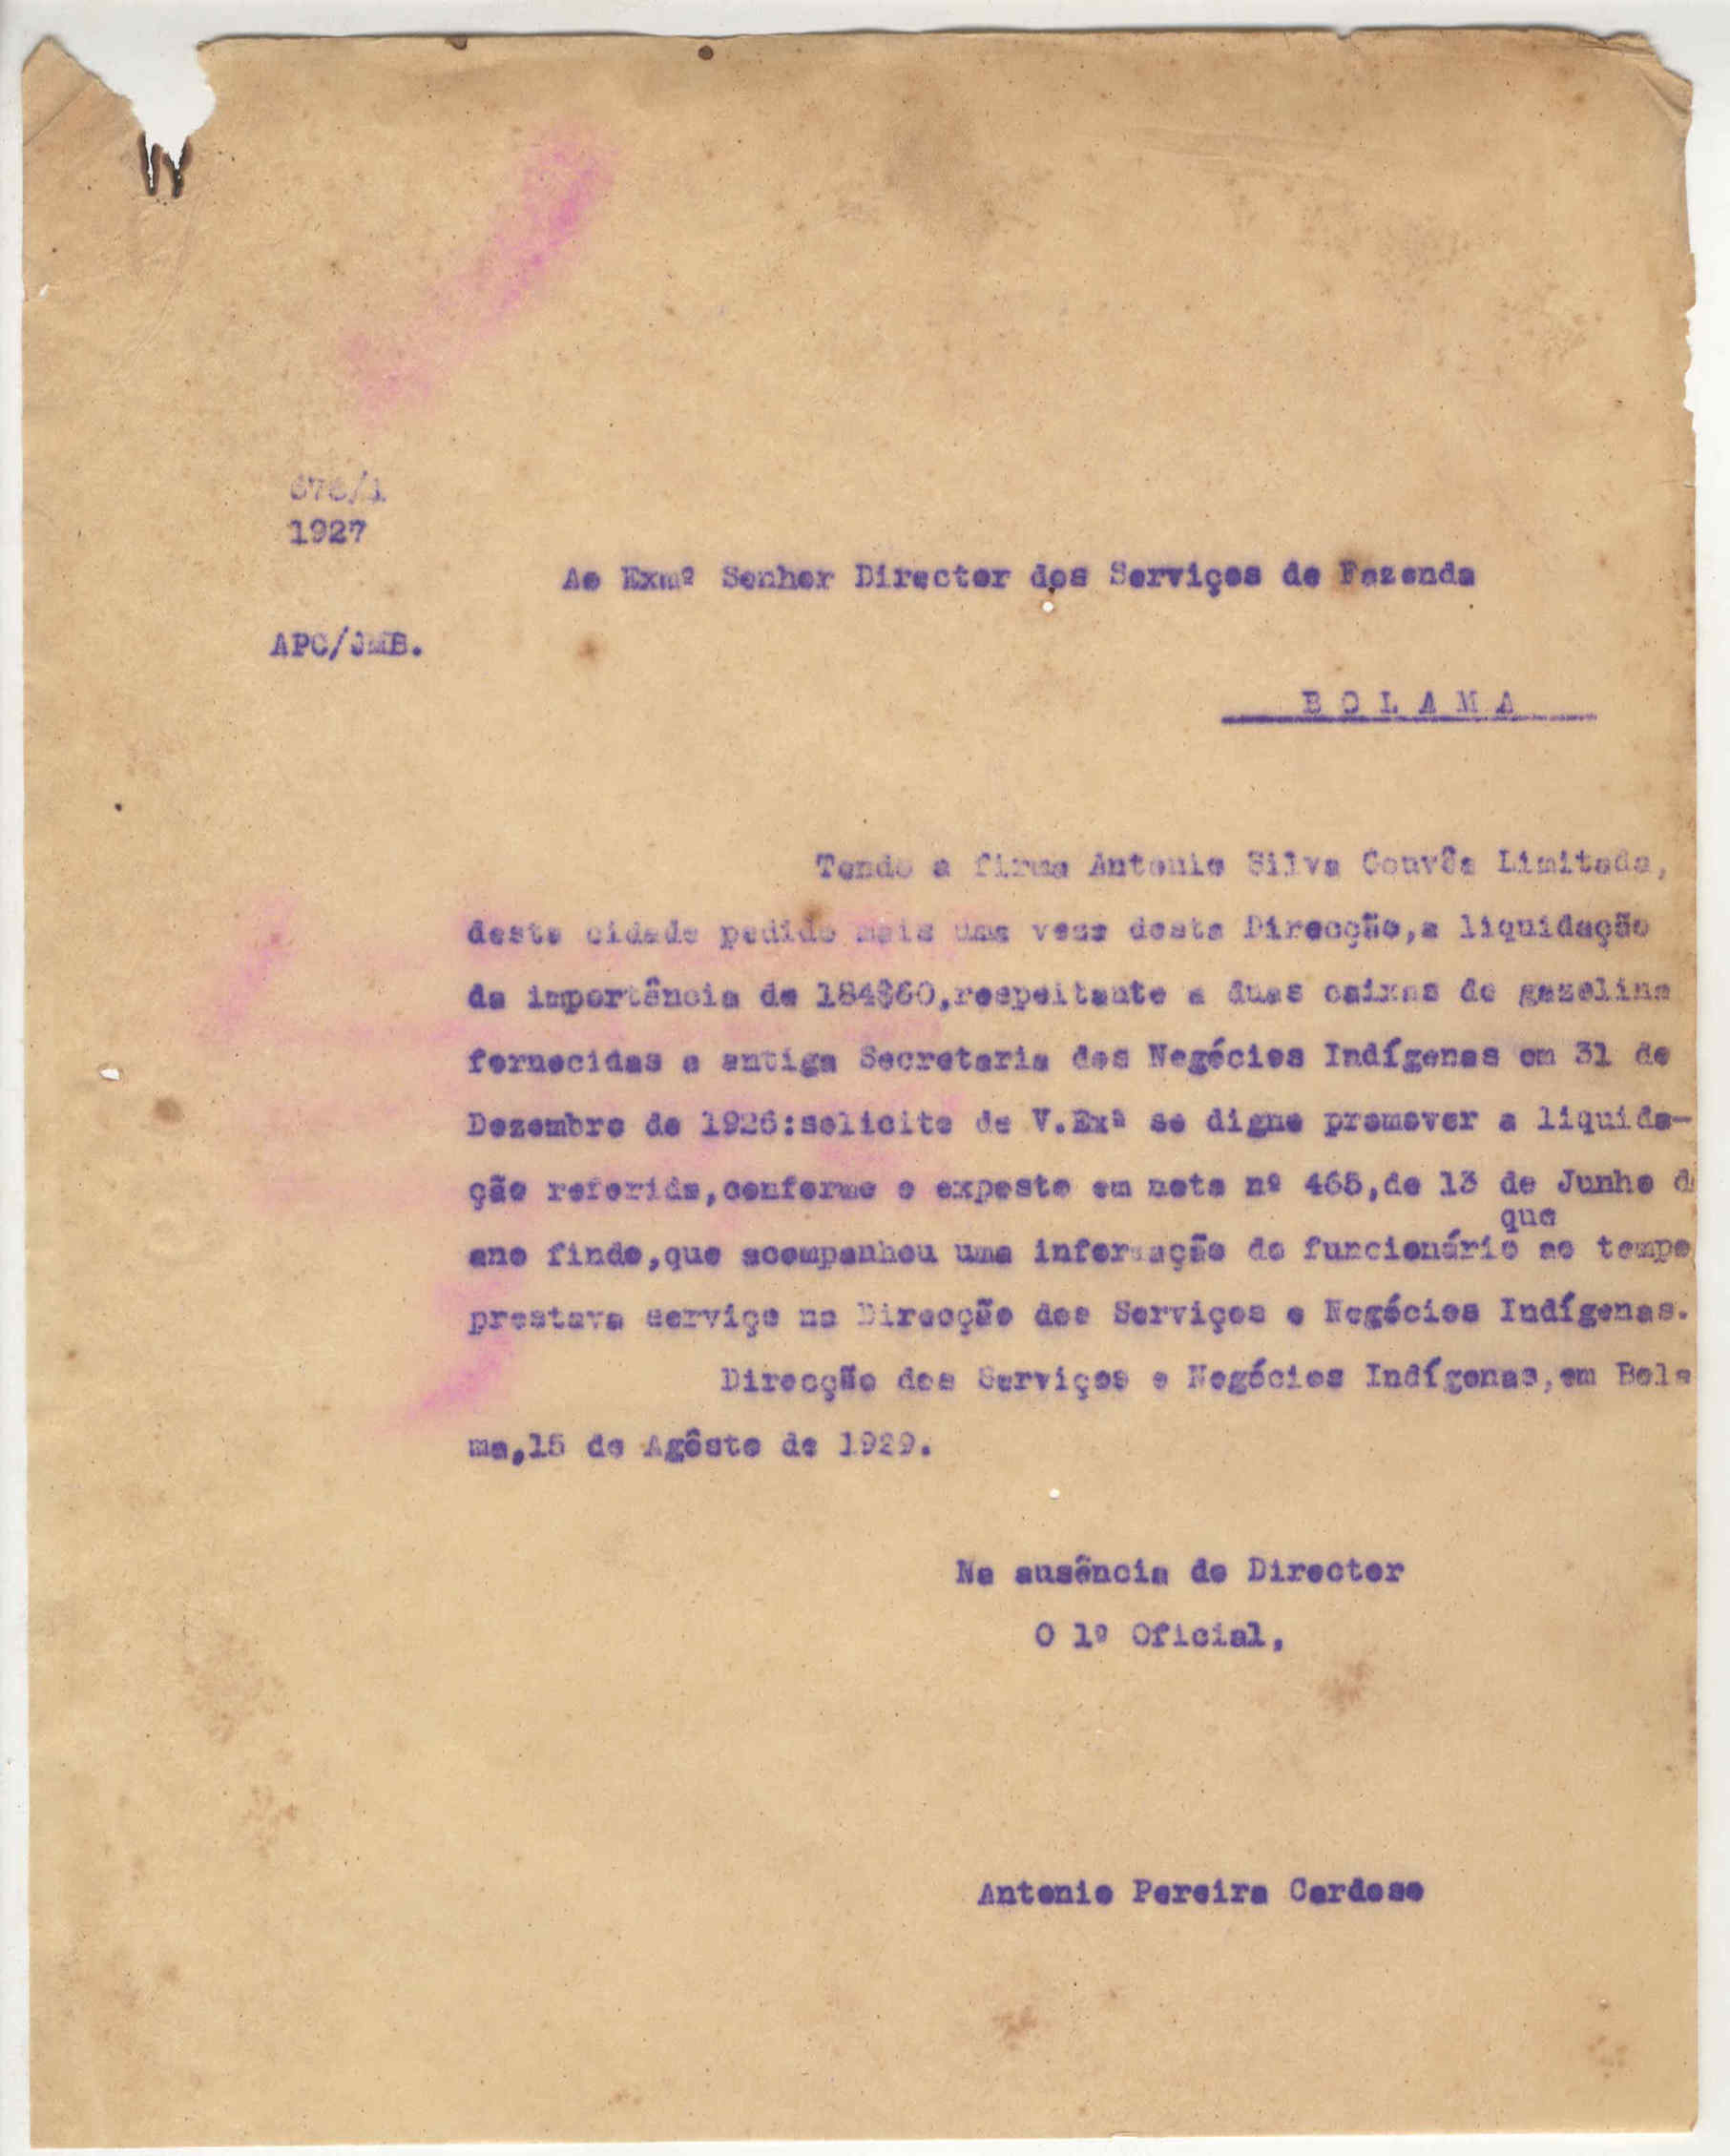 676/1
1927
Ao Exmº Senhor Director dos Serviços de Fazenda
APC/JMB.
BOLAMA
Tendo a firma Antonio Silva Gouvêa Limitada,
desta cidade pedido mais uma vezz desta Direcção,a liquidação
da importância de 184$60,respeitante a duas caixas de gazolina
fornecidas a antiga Secretaria dos Negócios Indígenas em 31 de
Dezembro de 1926:solicito de V.Exª se digne promover a liquida-
ção referida,conforme o exposto em nota nº 465,de 13 de Junho d
que
ano findo,que acompanhou uma informação do funcionário ao tempo
prestava serviço na Direcção dos Serviços e Negócios Indígenas.
Direcção dos Serviços e Negócios Indígenas,em Bola
ma,15 de Agôsto de 1929.
Na ausência do Director
O 1º Oficial,
Antonio Pereira Cardoso